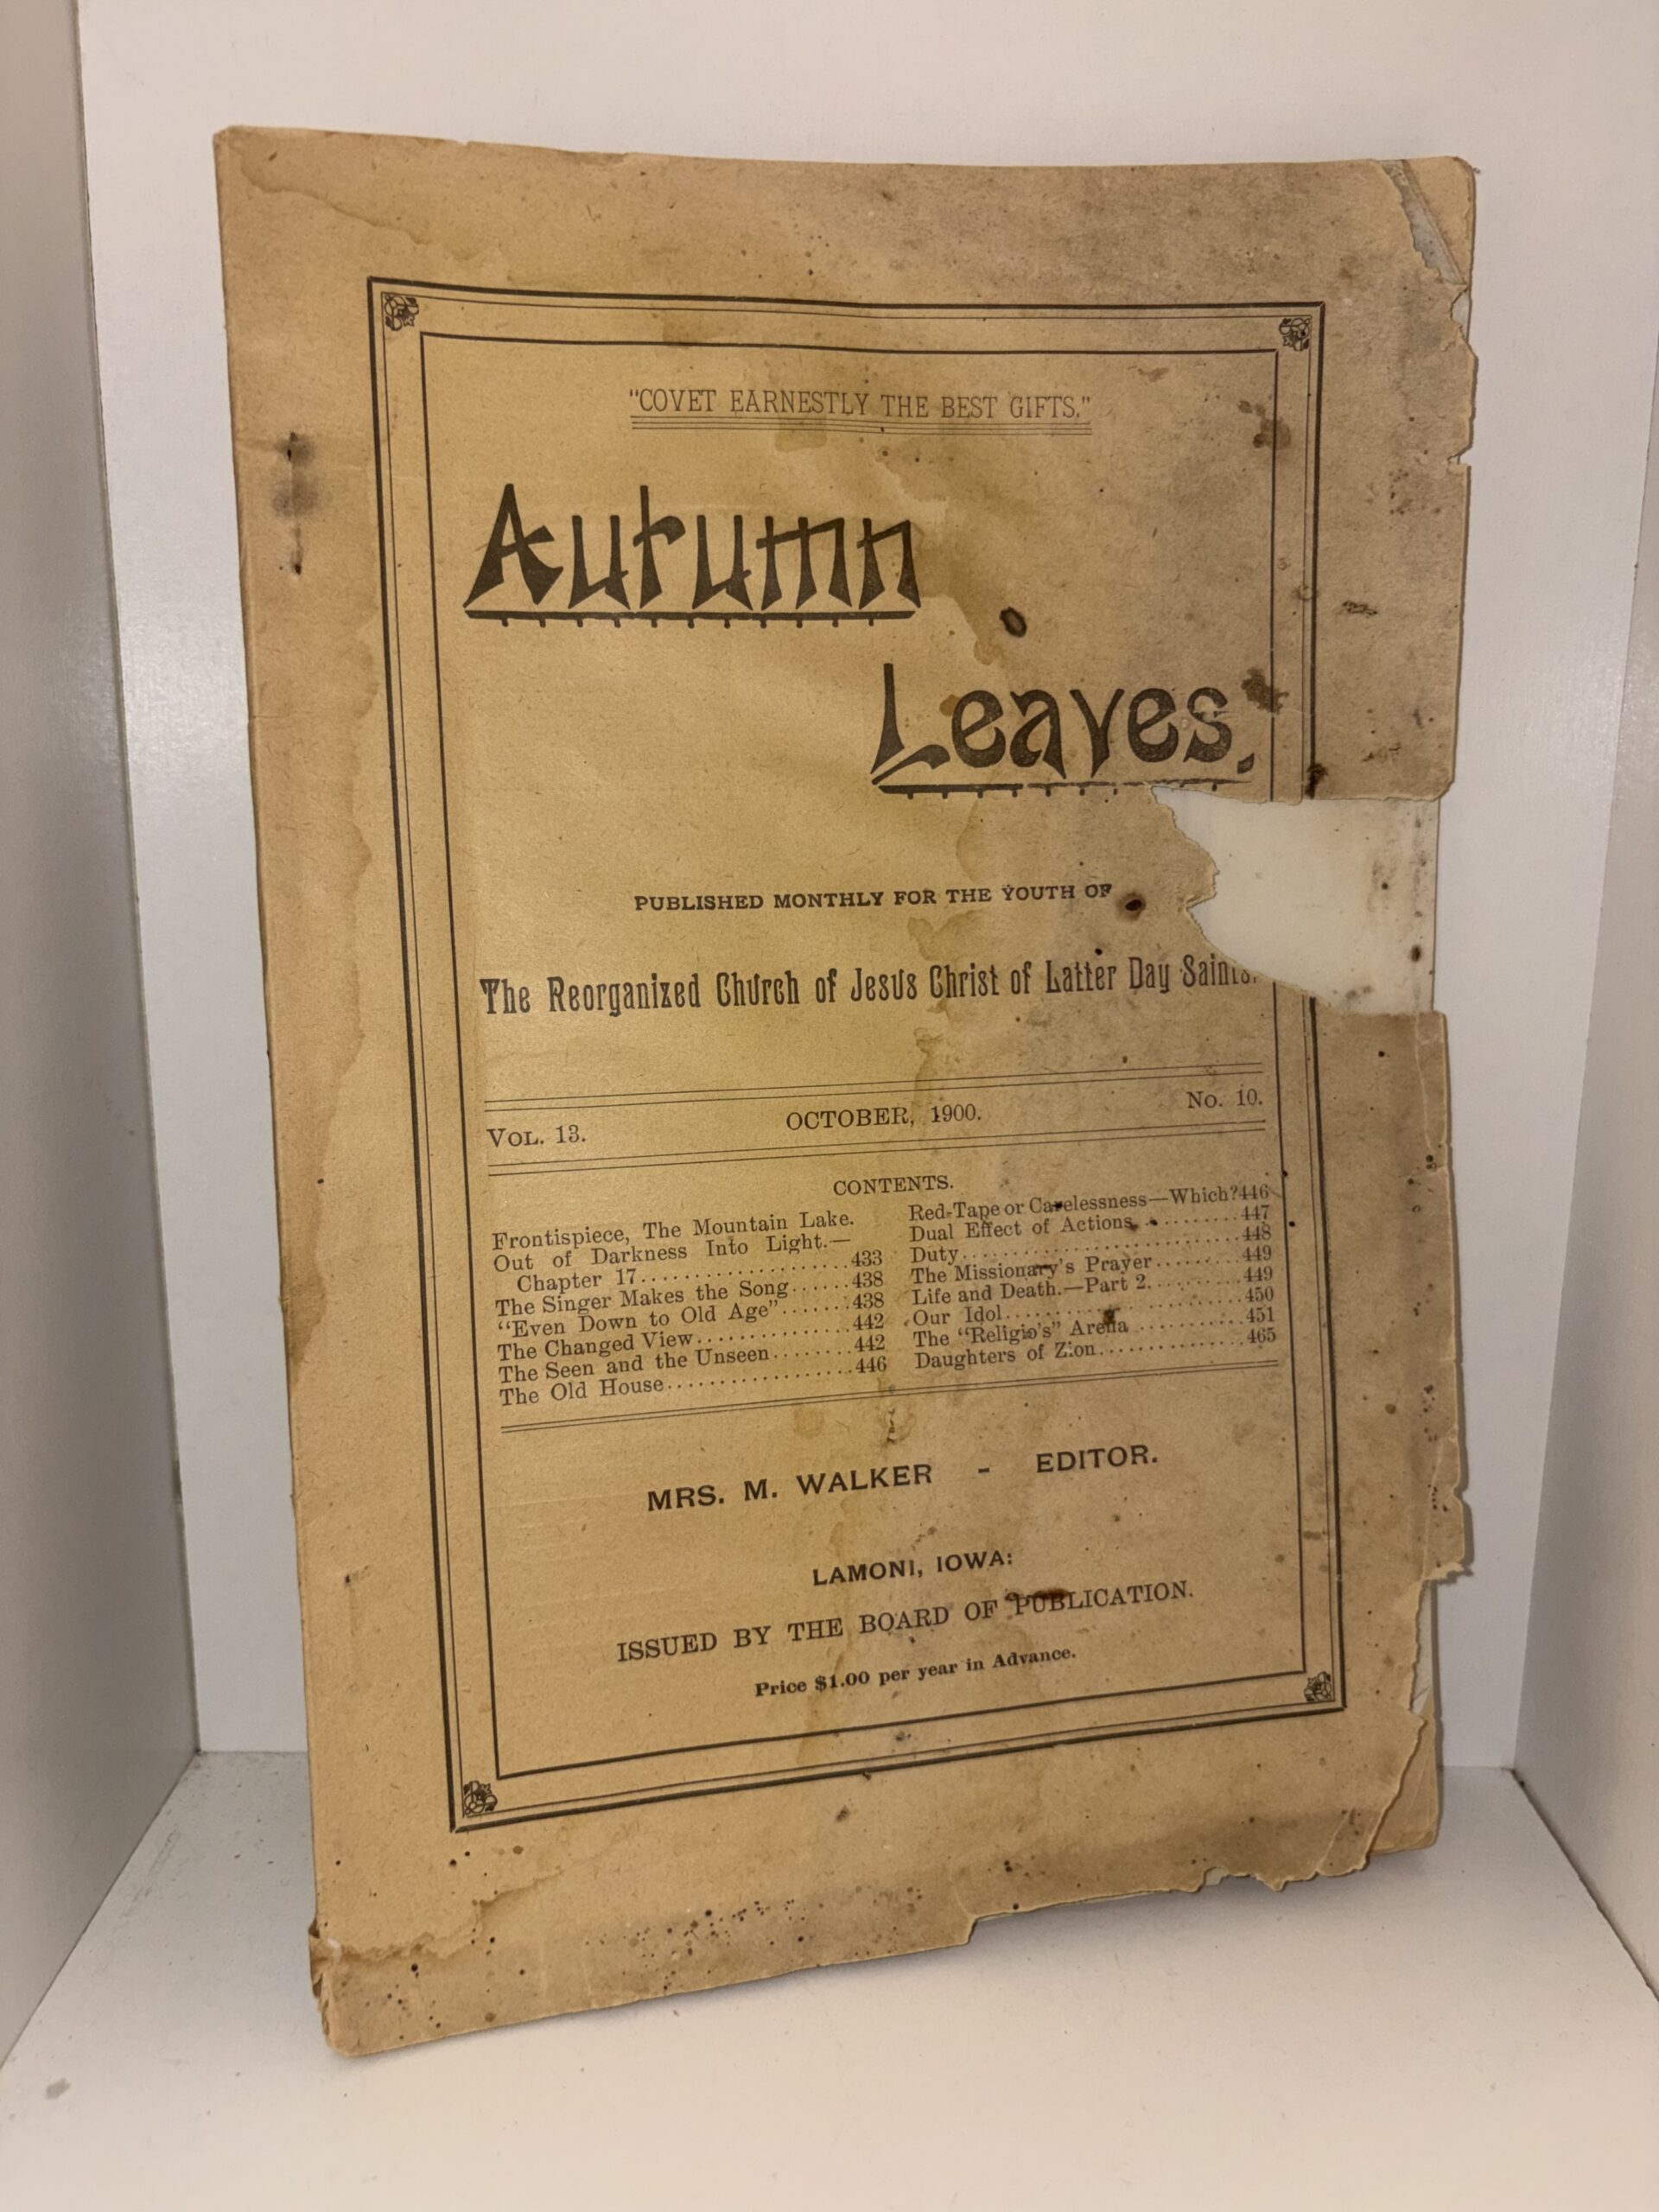 "COVET EARNESTLY THE BEST GIFTS."
Autumn
Leaves.
PUBLISHED MONTHLY FOR THE YOUTH OF
The Reorganized Church of Jesus Christ of Latter Day Saints.
VOL. 13. OCTOBER, 1900. No. 10.
CONTENTS.
Frontispiece, The Mountain Lake.
Out of Darkness Into Light.—
Chapter 17.....................433
The Singer Makes the Song......438
"Even Down to Old Age".......438
The Changed View...............442
The Seen and the Unseen........442
The Old House..................446
Red-Tape or Carelessness—Which?446
Dual Effect of Actions..........447
Duty...........................448
The Missionary's Prayer........449
Life and Death.—Part 2.........449
Our Idol.......................450
The "Religio's" Arena..........451
Daughters of Zion..............465
MRS. M. WALKER - EDITOR.
LAMONI, IOWA:
ISSUED BY THE BOARD OF PUBLICATION.
Price $1.00 per year in Advance.